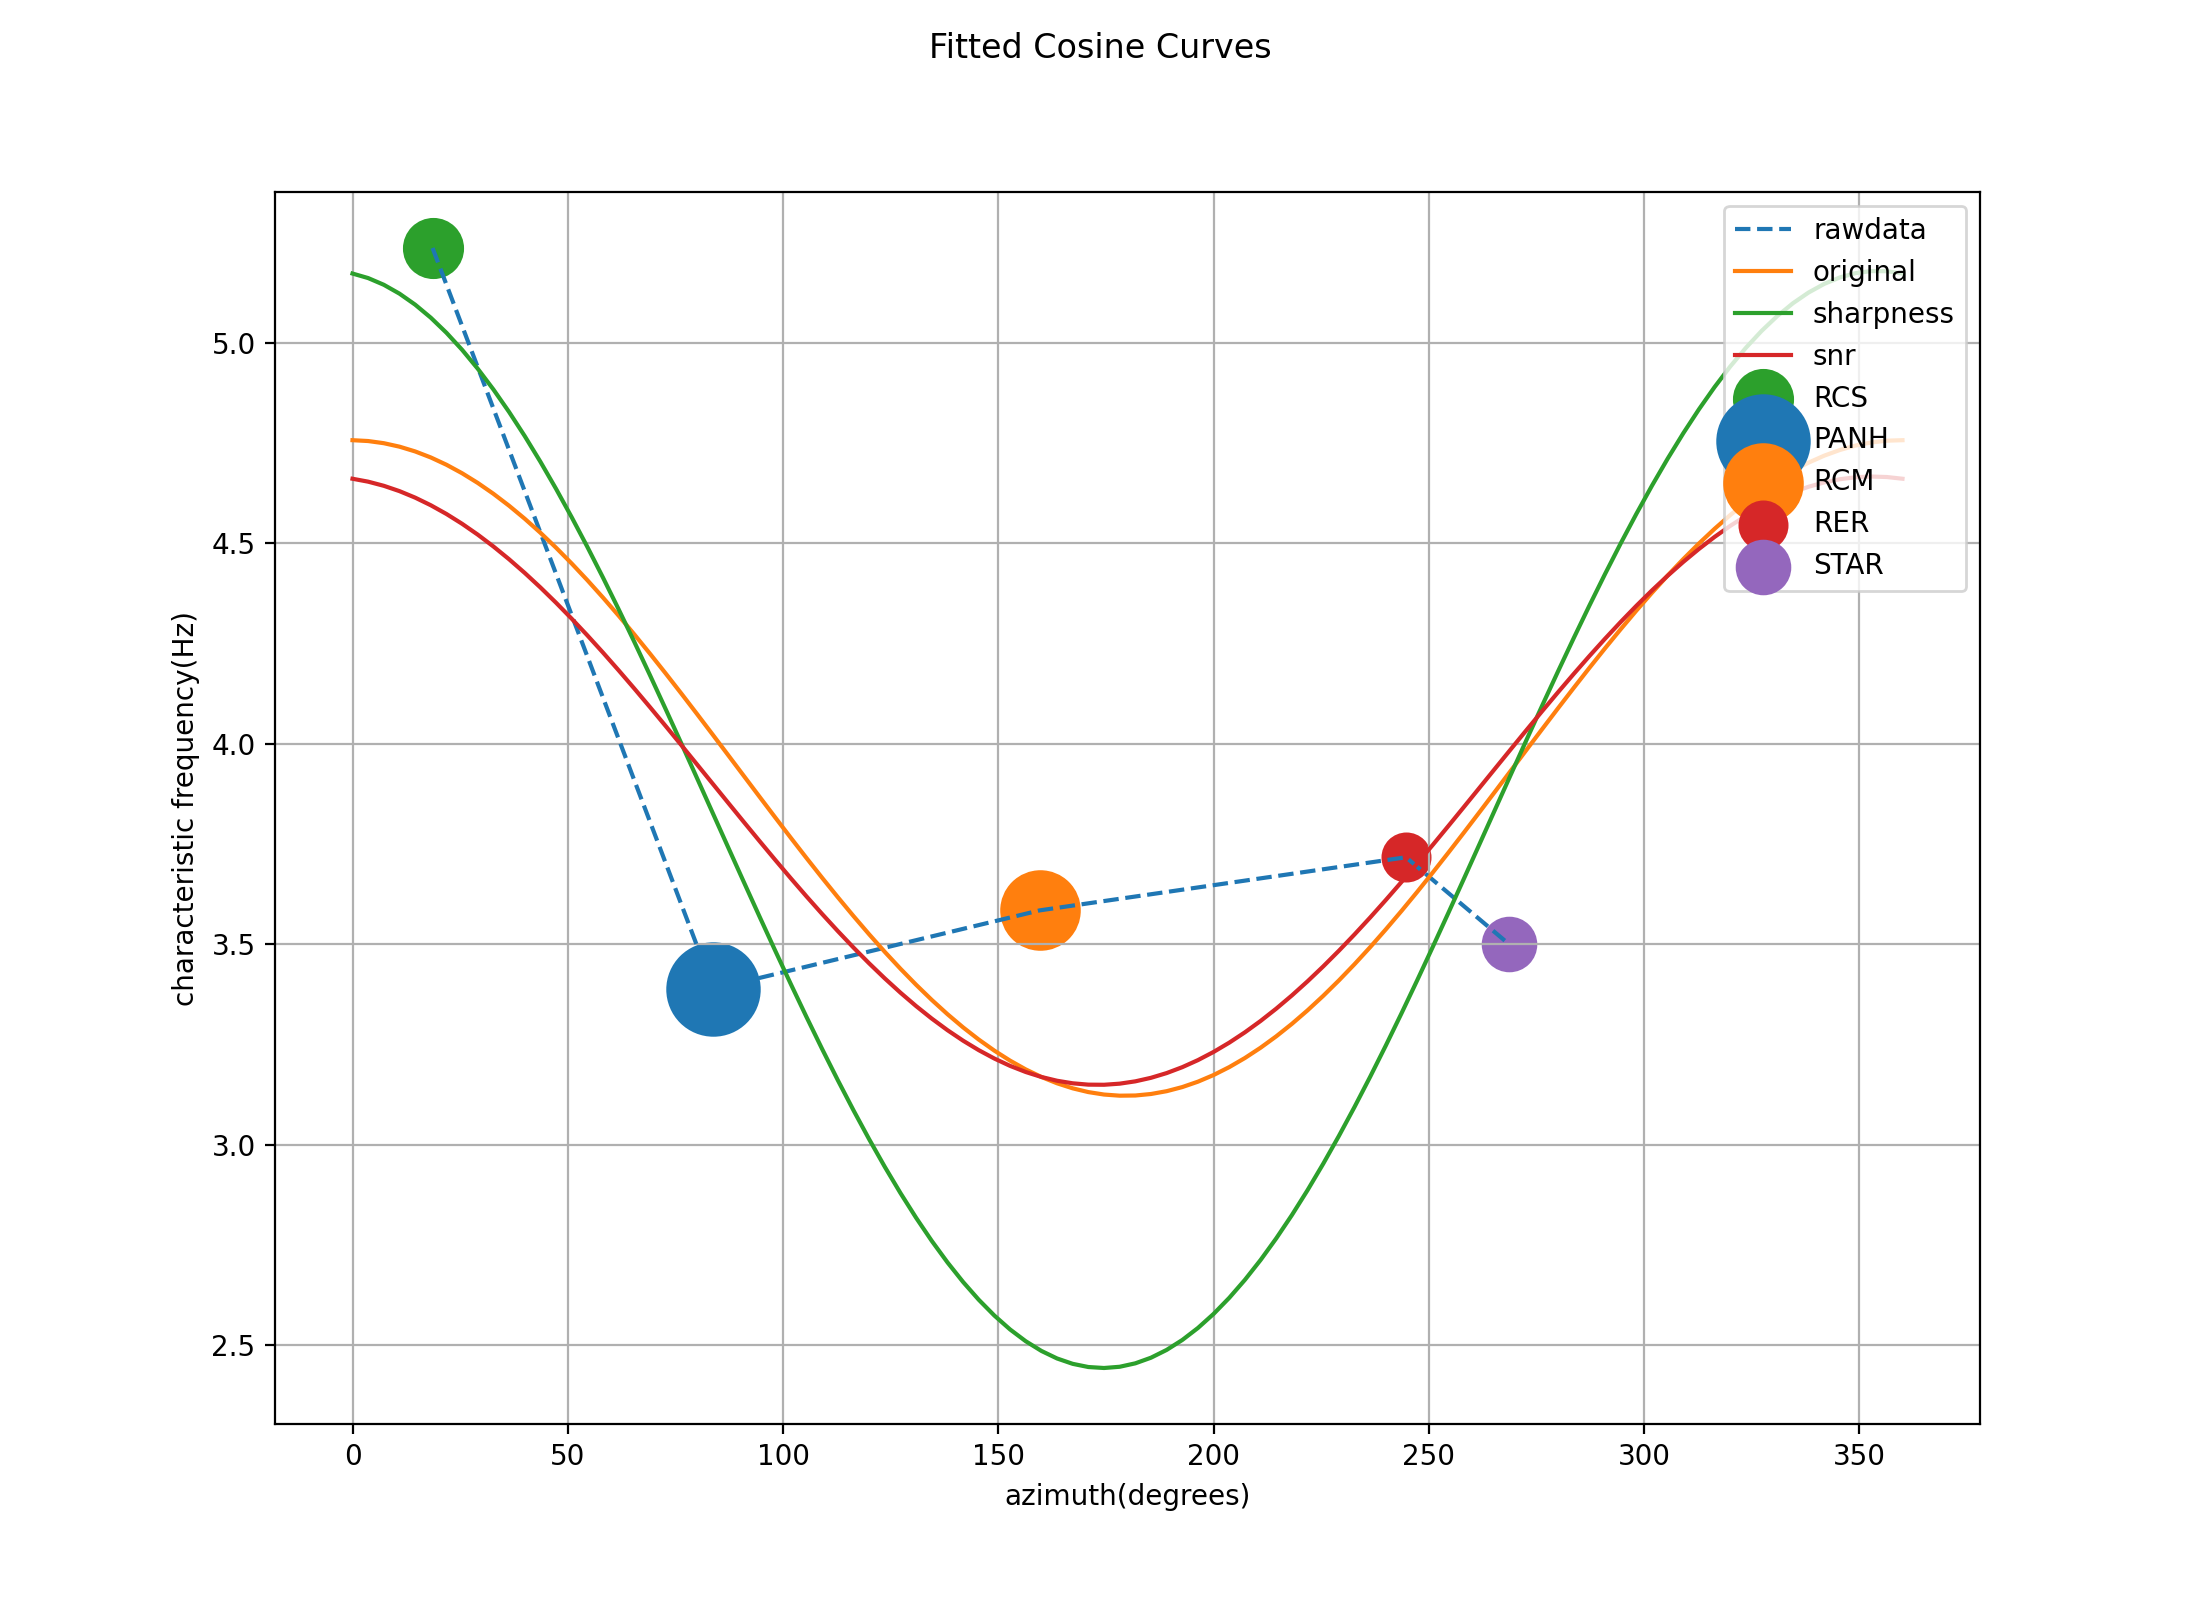 Fitted Cosine Curves
rawdata
original
sharpness
snr
RCS
PANH
RCM
RER
STAR
5.0
4.5
4.0
3.5
3.0
2.5
characteristic frequency(Hz)
0 50 100 150 200 250 300 350
azimuth(degrees)